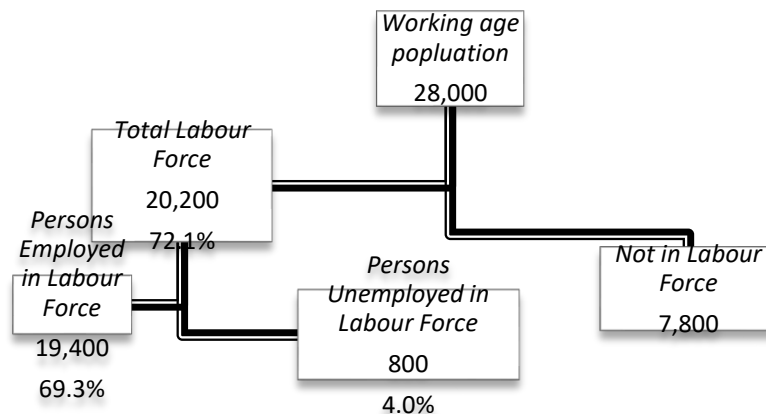 Working age
popluation
28,000
Total Labour
Force
20,200
72.1%
Persons
Employed
in Labour
Force
19,400
69.3%
Persons
Unemployed in
Labour Force
800
4.0%
Not in Labour
Force
7,800